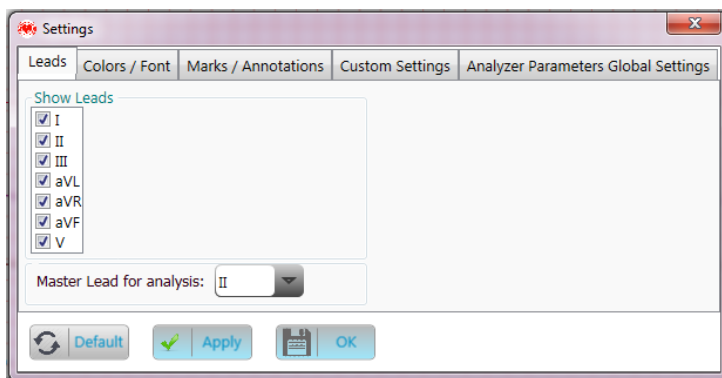 Settings
Leads Colors / Font Marks / Annotations Custom Settings Analyzer Parameters Global Settings
Show Leads
I
II
III
aVL
aVR
aVF
V
Master Lead for analysis: II
Default Apply OK